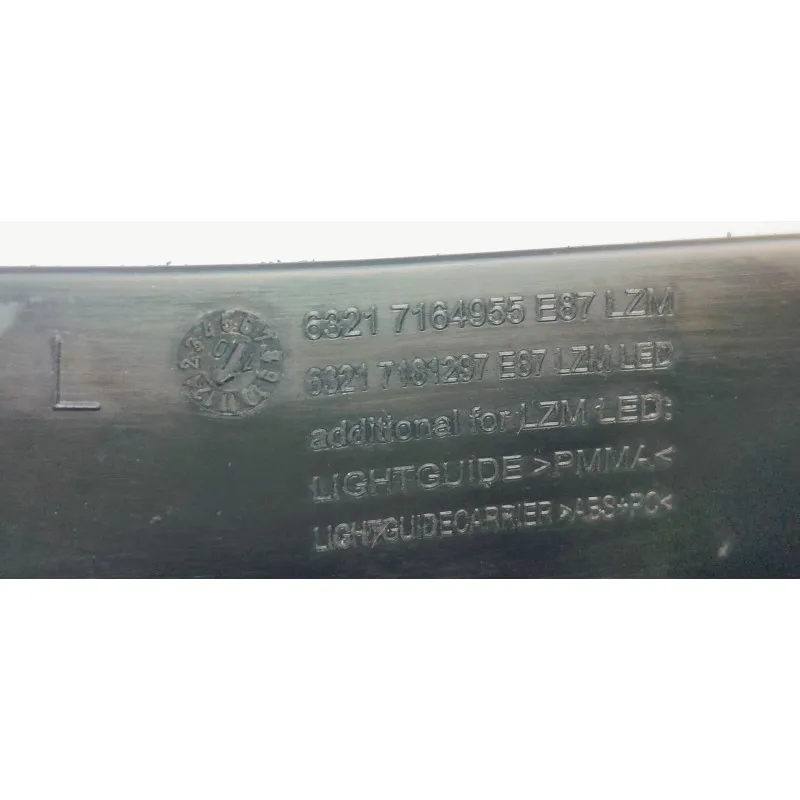 L
6321 7164955 E87 LZM
6321 7181297 E87 LZM LED
additional for LZM LED:
LIGHTGUIDE >PMMA<
LIGHTGUIDECARRIER >ABS+PC<